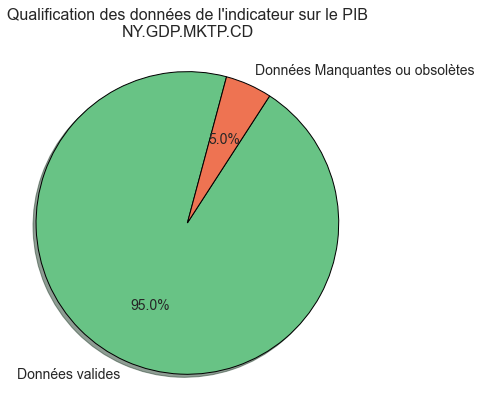 Qualification des données de l'indicateur sur le PIB
NY.GDP.MKTP.CD
Données Manquantes ou obsolètes
5.0%
95.0%
Données valides